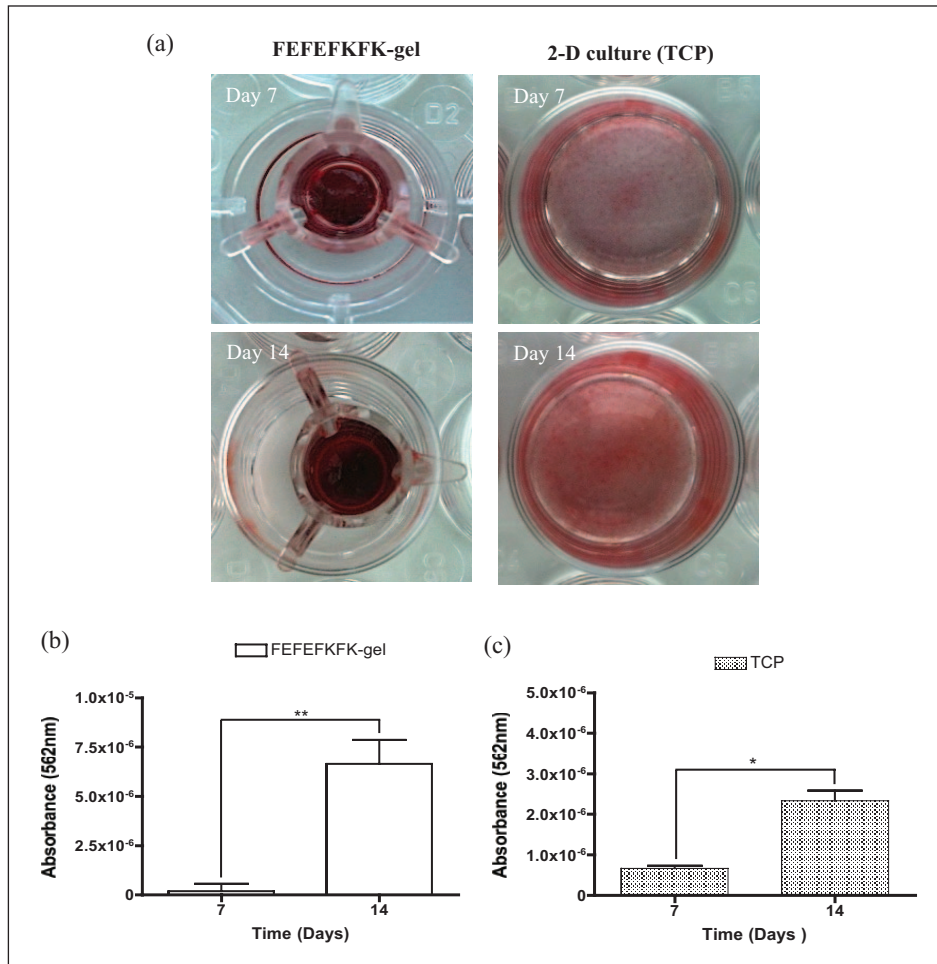 (a)
FEFEFKFK-gel
2-D culture (TCP)
Day 7
D2
Day 7
Day 14
Day 14
(b)
FEFEFKFK-gel
1.0x10⁻⁵
7.5x10⁻⁶
5.0x10⁻⁶
2.5x10⁻⁶
0
Absorbance (562nm)
**
7
14
Time (Days)
(c)
TCP
5.0x10⁻⁶
4.0x10⁻⁶
3.0x10⁻⁶
2.0x10⁻⁶
1.0x10⁻⁶
0
Absorbance (562nm)
*
7
14
Time (Days )